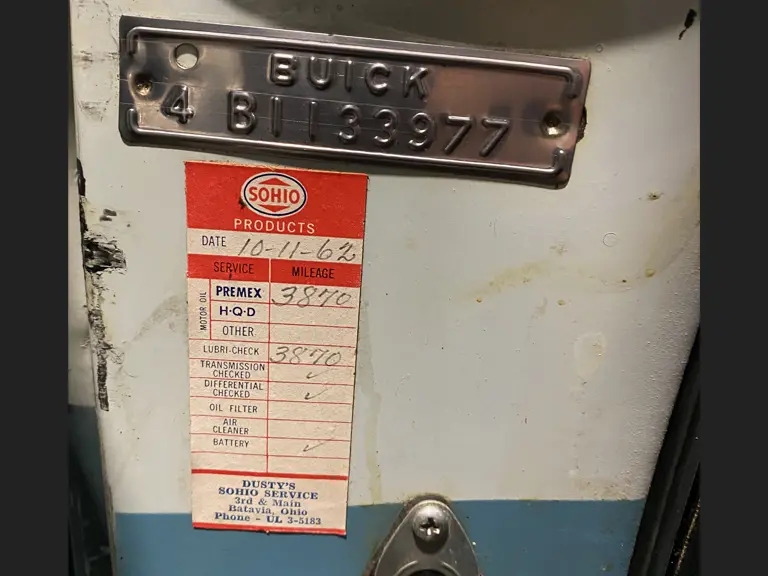 BUICK
4 B1133977
SOHIO
PRODUCTS
DATE 10-11-62
SERVICE MILEAGE
MOTOR OIL
PREMEX 3870
H·Q·D
OTHER
LUBRI-CHECK 3870
TRANSMISSION CHECKED ✓
DIFFERENTIAL CHECKED ✓
OIL FILTER
AIR CLEANER
BATTERY ✓
DUSTY'S
SOHIO SERVICE
3rd & Main
Batavia, Ohio
Phone - UL 3-5183